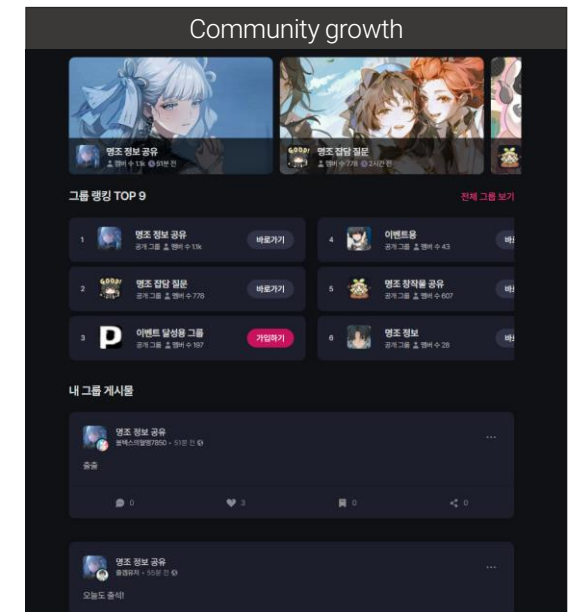 Community growth
명조 정보 공유
멤버 수 1.1k 51분 전
GOOD!
명조 잡담 질문
멤버 수 778 2시간 전
그룹 랭킹 TOP 9
전체 그룹 보기
1
명조 정보 공유
공개 그룹 멤버 수 1.1k
바로가기
4
이벤트용
공개 그룹 멤버 수 43
2
명조 잡담 질문
공개 그룹 멤버 수 778
바로가기
5
명조 창작물 공유
공개 그룹 멤버 수 607
3
이벤트 달성용 그룹
공개 그룹 멤버 수 197
가입하기
6
명조 정보
공개 그룹 멤버 수 28
내 그룹 게시물
명조 정보 공유
51분 전
출출
0 3 0 0
명조 정보 공유
55분 전
오늘도 출석!